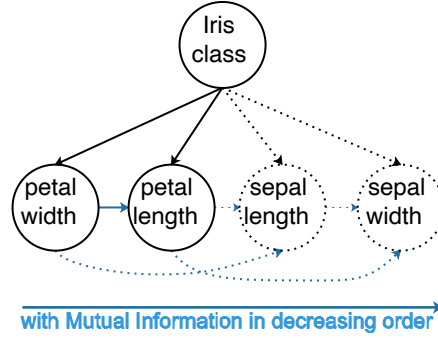 Iris
class
petal
width
petal
length
sepal
length
sepal
width
with Mutual Information in decreasing order